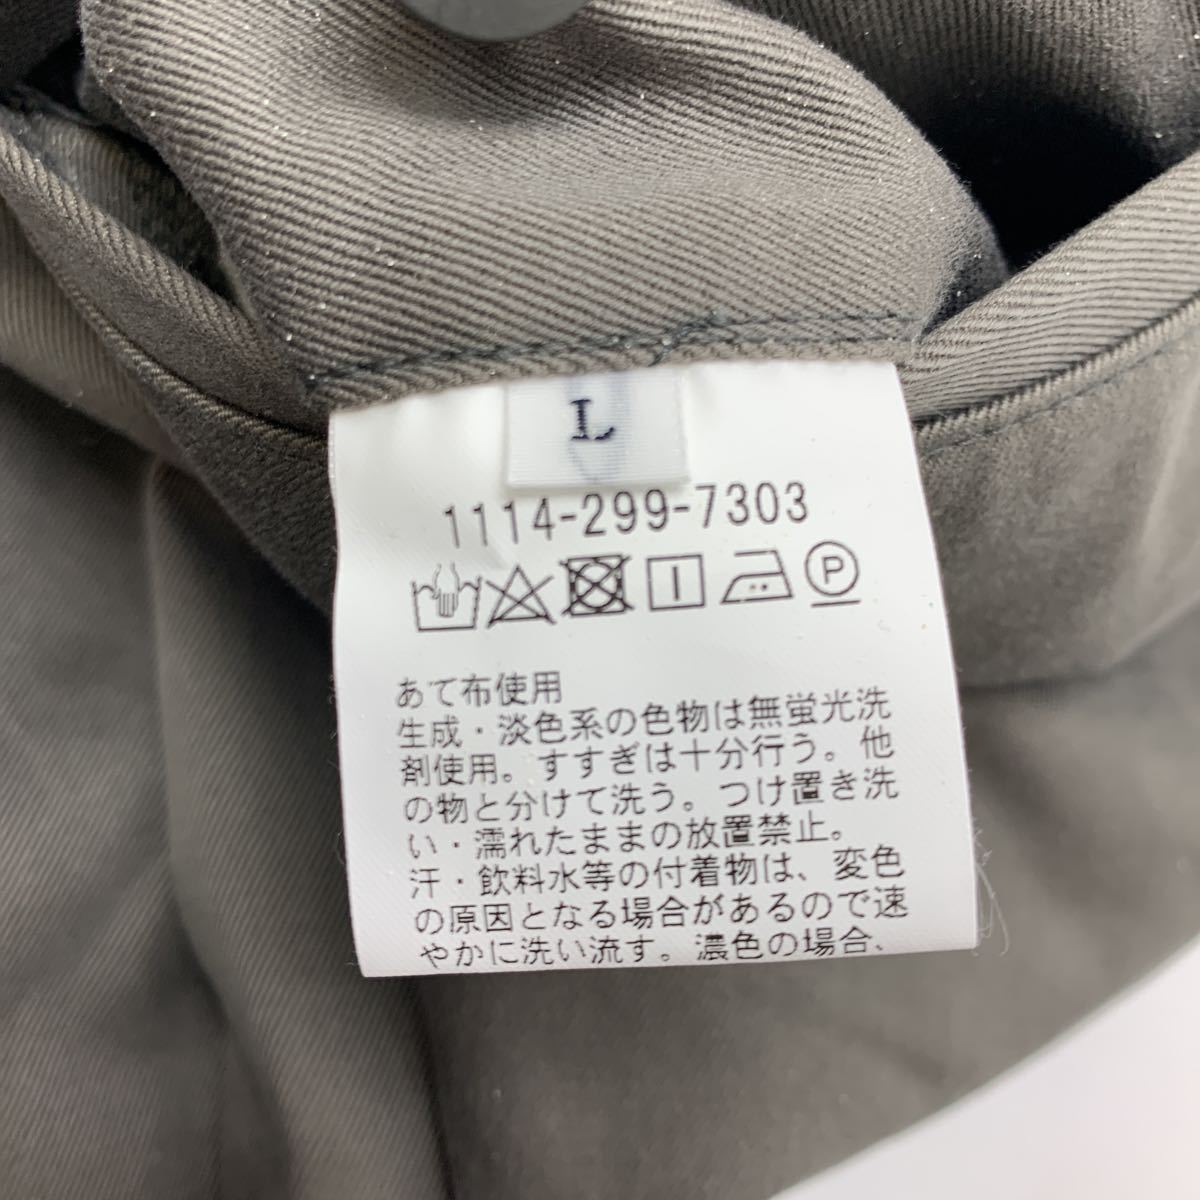 L
1114-299-7303
P
あて布使用
生成・淡色系の色物は無蛍光洗
剤使用。すすぎは十分行う。他
の物と分けて洗う。つけ置き洗
い・濡れたままの放置禁止。
汗・飲料水等の付着物は、変色
の原因となる場合があるので速
やかに洗い流す。濃色の場合、